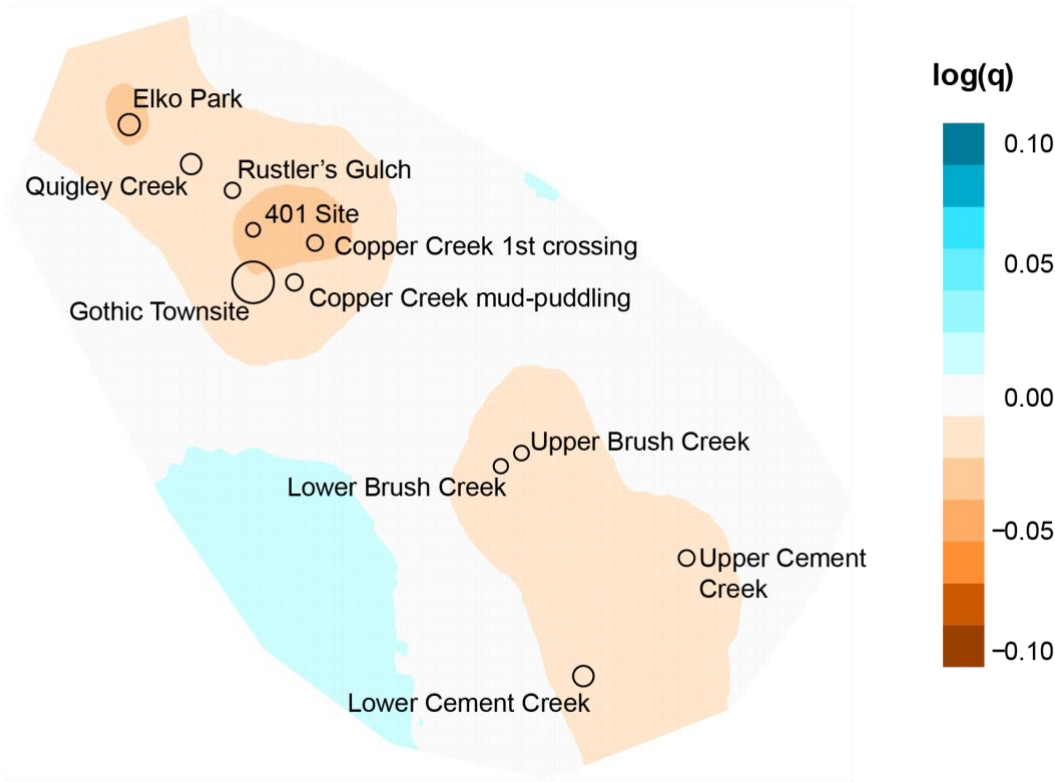 log(q)
Elko Park
0.10
Rustler’s Gulch
Quigley Creek
401 Site
Copper Creek 1st crossing
0.05
Copper Creek mud-puddling
Gothic Townsite
0.00
Upper Brush Creek
Lower Brush Creek
−0.05
Upper Cement
Creek
−0.10
Lower Cement Creek